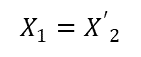 X₁ = X′₂